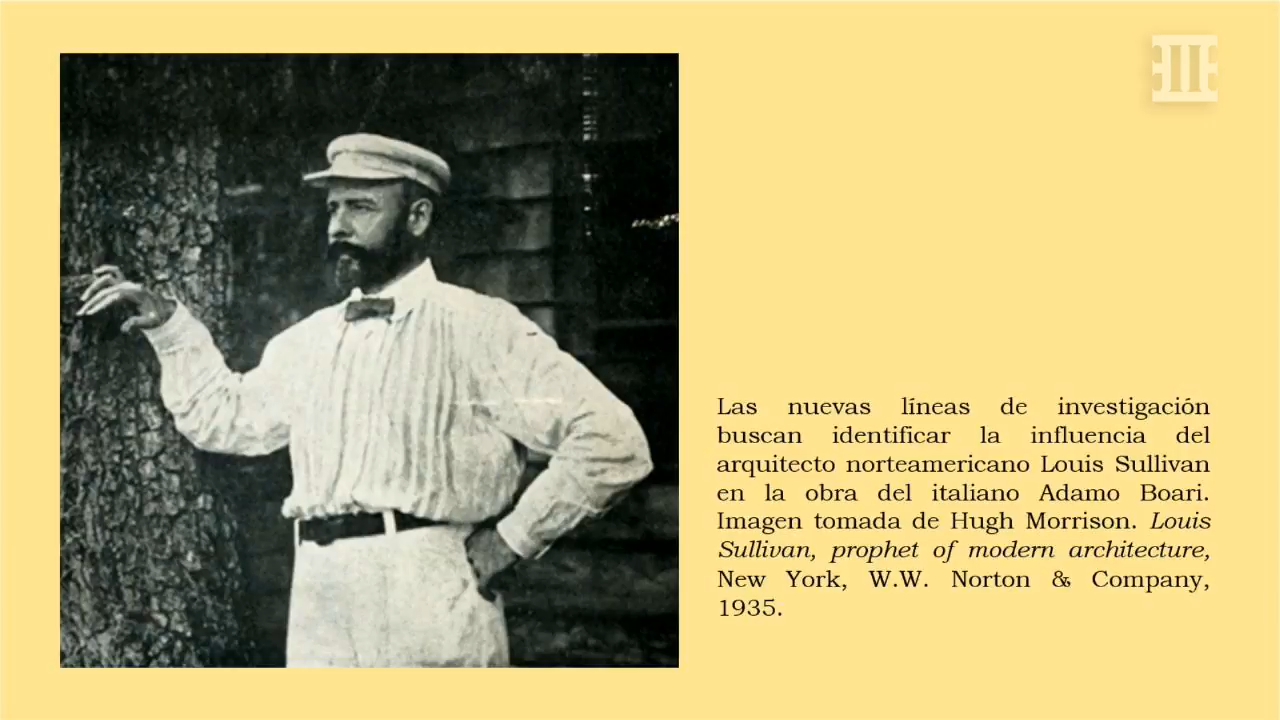 Las nuevas líneas de investigación
buscan identificar la influencia del
arquitecto norteamericano Louis Sullivan
en la obra del italiano Adamo Boari.
Imagen tomada de Hugh Morrison. Louis
Sullivan, prophet of modern architecture,
New York, W.W. Norton & Company,
1935.